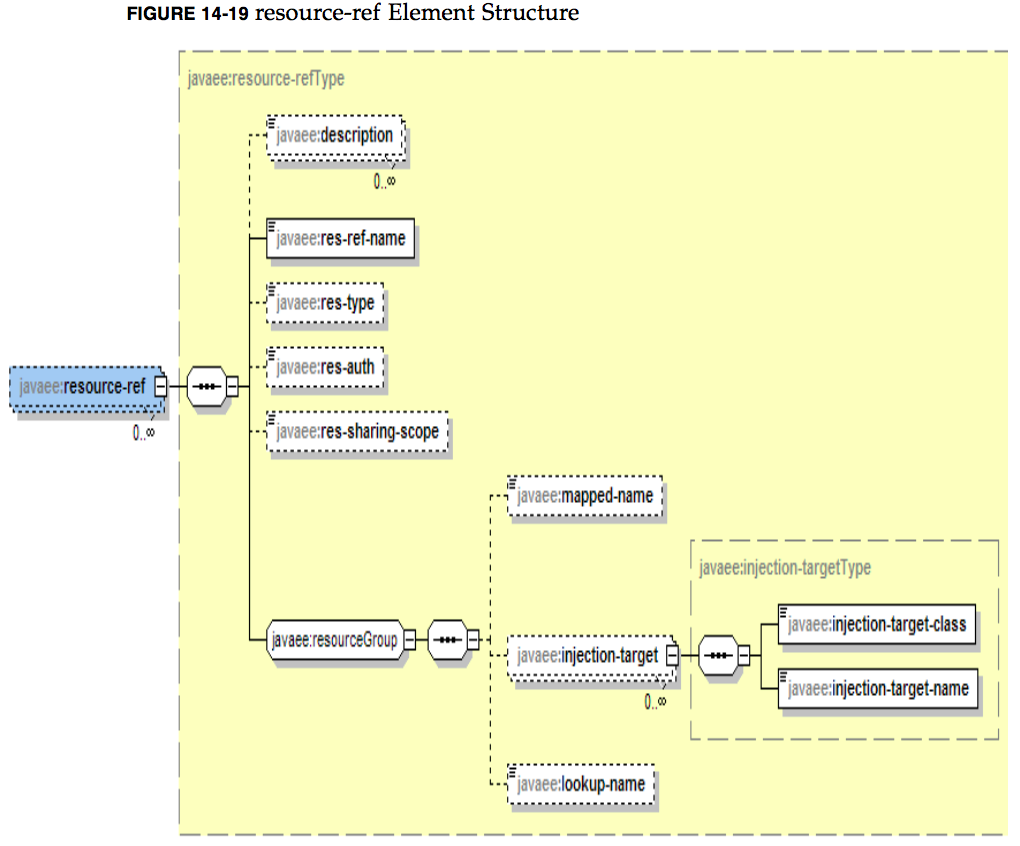 FIGURE 14-19 resource-ref Element Structure
javaee:resource-refType
javaee:description
0..∞
javaee:res-ref-name
javaee:res-type
javaee:res-auth
javaee:resource-ref
0..∞
javaee:res-sharing-scope
javaee:mapped-name
javaee:injection-targetType
javaee:injection-target-class
javaee:resourceGroup
javaee:injection-target
0..∞
javaee:injection-target-name
javaee:lookup-name